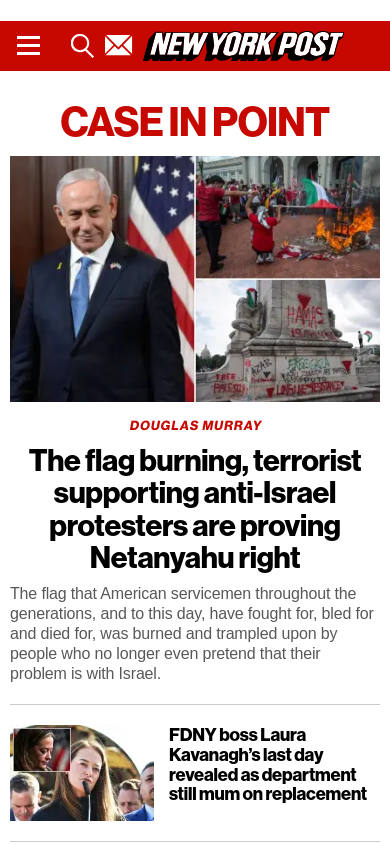 NEW YORK POST
CASE IN POINT
HAMAS
FREE GAZA
FREE
DOUGLAS MURRAY
The flag burning, terrorist
supporting anti-Israel
protesters are proving
Netanyahu right
The flag that American servicemen throughout the
generations, and to this day, have fought for, bled for
and died for, was burned and trampled upon by
people who no longer even pretend that their
problem is with Israel.
FDNY boss Laura
Kavanagh’s last day
revealed as department
still mum on replacement